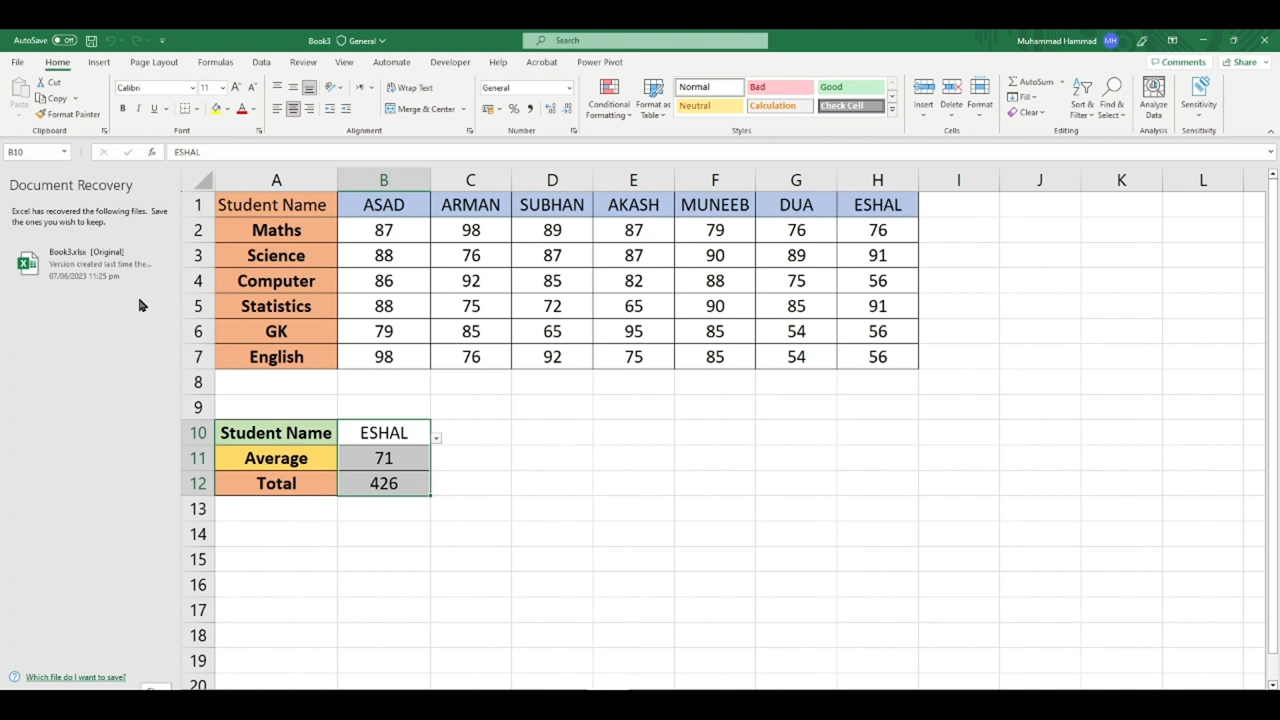 AutoSave Off Book3 General Search Muhammad Hammad MH
File Home Insert Page Layout Formulas Data Review View Automate Developer Help Acrobat Power Pivot Comments Share
Paste Cut Copy Format Painter Clipboard
Calibri 11 B I U Font
Wrap Text Merge & Center Alignment
General % Number
Conditional Formatting Format as Table Normal Bad Good Neutral Calculation Check Cell Styles
Insert Delete Format Cells
AutoSum Fill Clear Sort & Filter Find & Select Editing
Analyze Data Analysis Sensitivity Sensitivity
B10 fx ESHAL
Document Recovery
Excel has recovered the following files. Save
the ones you wish to keep.
Book3.xlsx [Original]
Version created last time the...
07/06/2023 11:25 pm
Which file do I want to save?
A B C D E F G H I J K L
1 Student Name ASAD ARMAN SUBHAN AKASH MUNEEB DUA ESHAL
2 Maths 87 98 89 87 79 76 76
3 Science 88 76 87 87 90 89 91
4 Computer 86 92 85 82 88 75 56
5 Statistics 88 75 72 65 90 85 91
6 GK 79 85 65 95 85 54 56
7 English 98 76 92 75 85 54 56
8
9
10 Student Name ESHAL
11 Average 71
12 Total 426
13
14
15
16
17
18
19
20